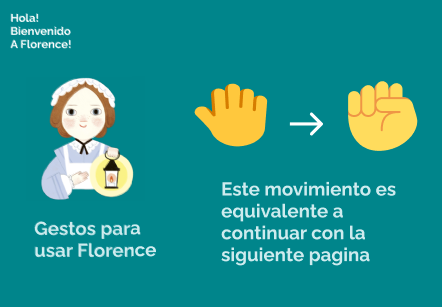 Hola!
Bienvenido
A Florence!
Gestos para
usar Florence
Este movimiento es
equivalente a
continuar con la
siguiente pagina